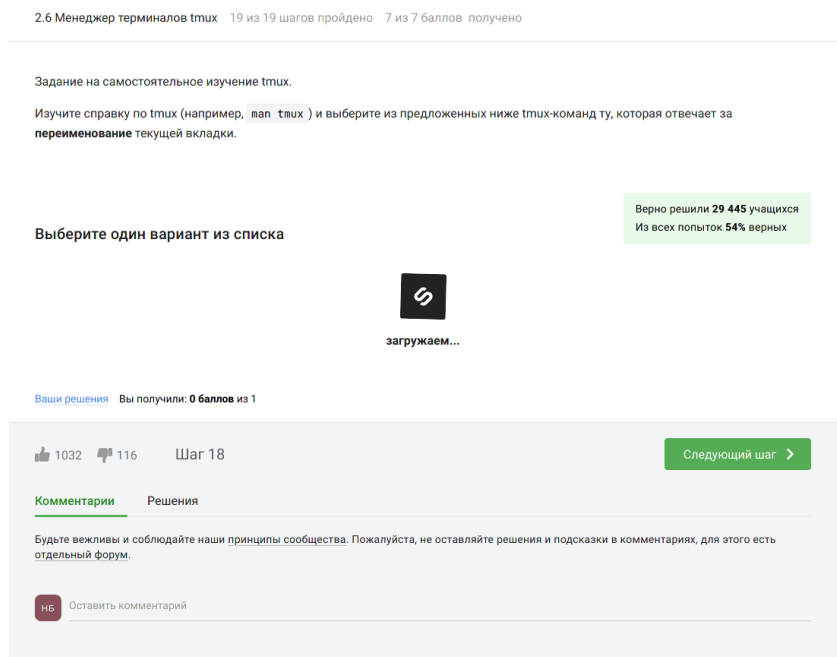 2.6 Менеджер терминалов tmux 19 из 19 шагов пройдено 7 из 7 баллов получено
Задание на самостоятельное изучение tmux.
Изучите справку по tmux (например, man tmux ) и выберите из предложенных ниже tmux-команд ту, которая отвечает за
переименование текущей вкладки.
Верно решили 29 445 учащихся
Из всех попыток 54% верных
Выберите один вариант из списка
загружаем...
Ваши решения Вы получили: 0 баллов из 1
1032 116 Шаг 18
Следующий шаг
Комментарии Решения
Будьте вежливы и соблюдайте наши принципы сообщества. Пожалуйста, не оставляйте решения и подсказки в комментариях, для этого есть
отдельный форум.
НБ Оставить комментарий